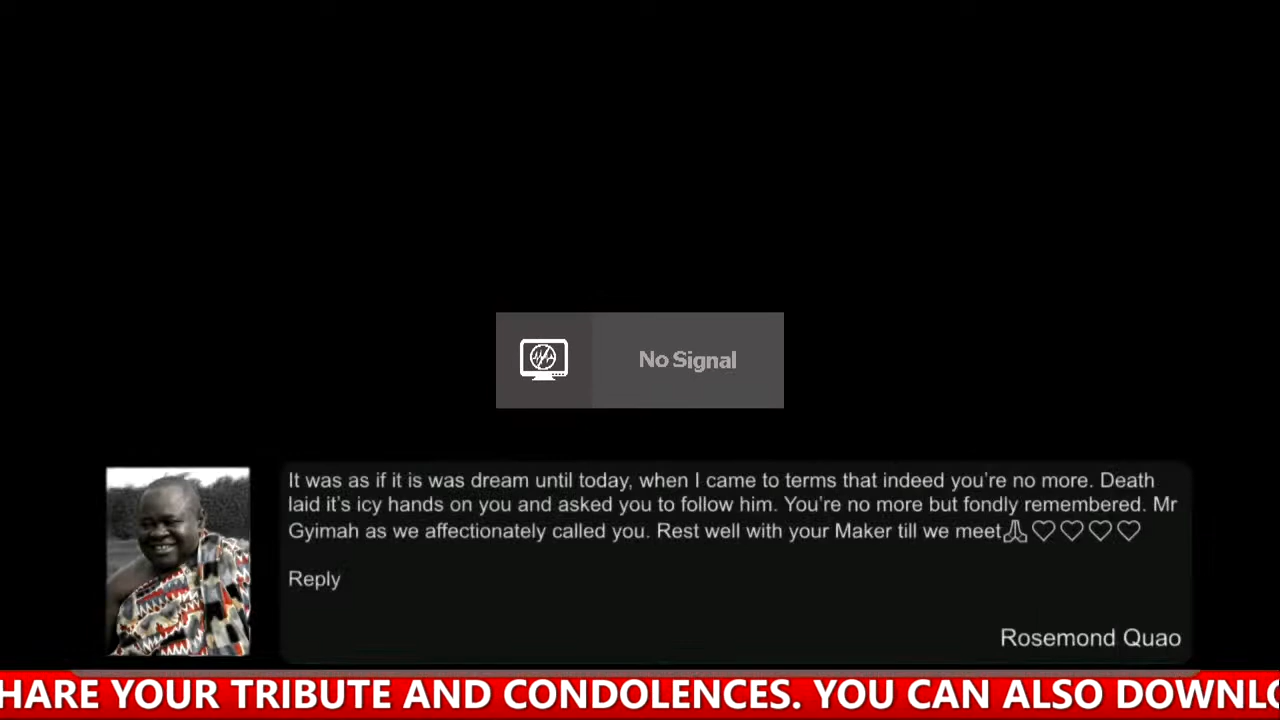 No Signal
It was as if it is was dream until today, when I came to terms that indeed you’re no more. Death
laid it’s icy hands on you and asked you to follow him. You’re no more but fondly remembered. Mr
Gyimah as we affectionately called you. Rest well with your Maker till we meet🙏♡♡♡♡
Reply
Rosemond Quao
HARE YOUR TRIBUTE AND CONDOLENCES. YOU CAN ALSO DOWNLO